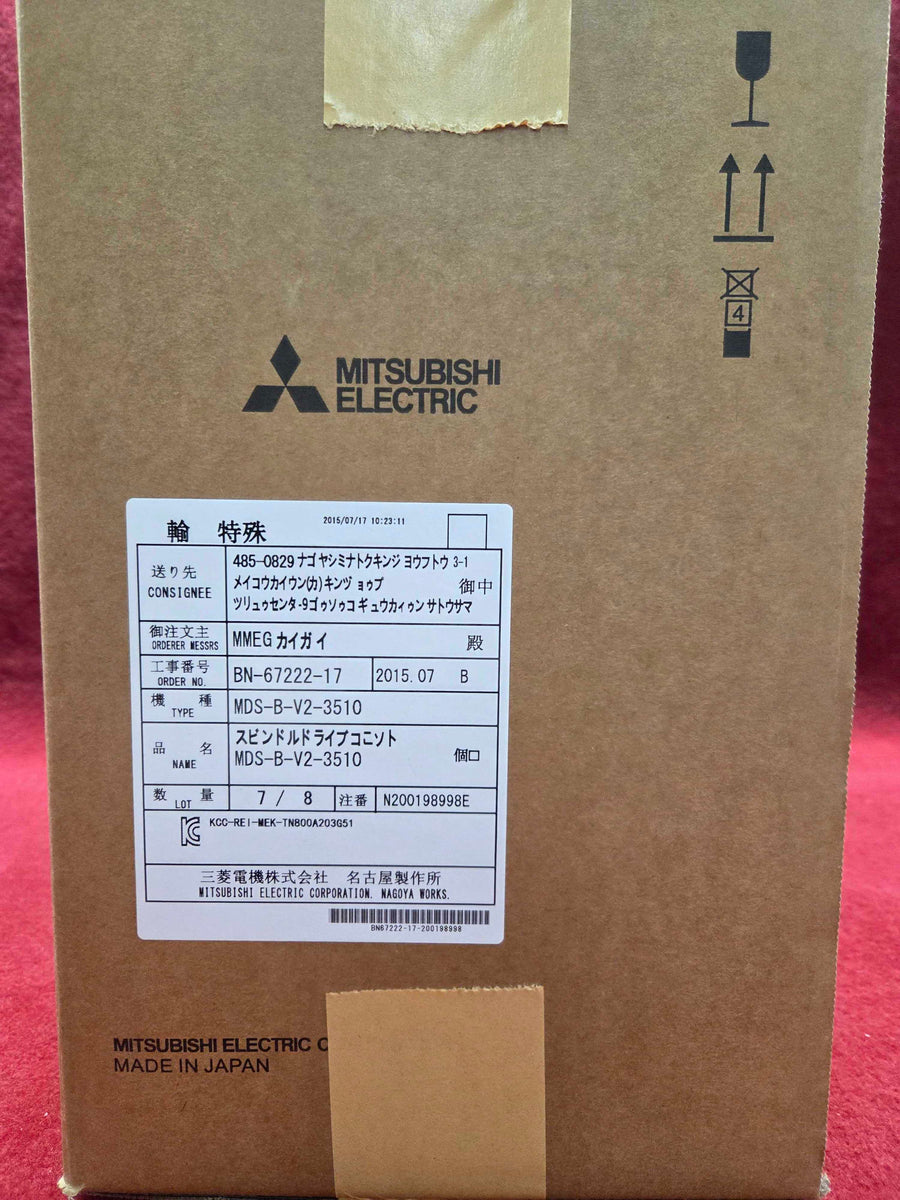 4
MITSUBISHI
ELECTRIC
輸 特殊 2015/07/17 10:23:11
送り先 485-0829 ナゴヤシミナトクキンジョウフトウ 3-1
CONSIGNEE メイコウカイウン(カ)キンヅョゥプ 御中
ツリュゥセンタ-9ゴゥソゥコギュウカィゥンサトウサマ
御注文主 MMEG カイガイ 殿
ORDERER MESSRS
工事番号 BN-67222-17 2015.07 B
ORDER NO.
機種 MDS-B-V2-3510
TYPE
品名 スピンドルドライブコニソト
NAME MDS-B-V2-3510 個口
数量 7 / 8 注番 N200198998E
LOT
KCC-REI-MEK-TN800A203G51
三菱電機株式会社 名古屋製作所
MITSUBISHI ELECTRIC CORPORATION. NAGOYA WORKS.
BN67222-17-200198998
MITSUBISHI ELECTRIC C
MADE IN JAPAN